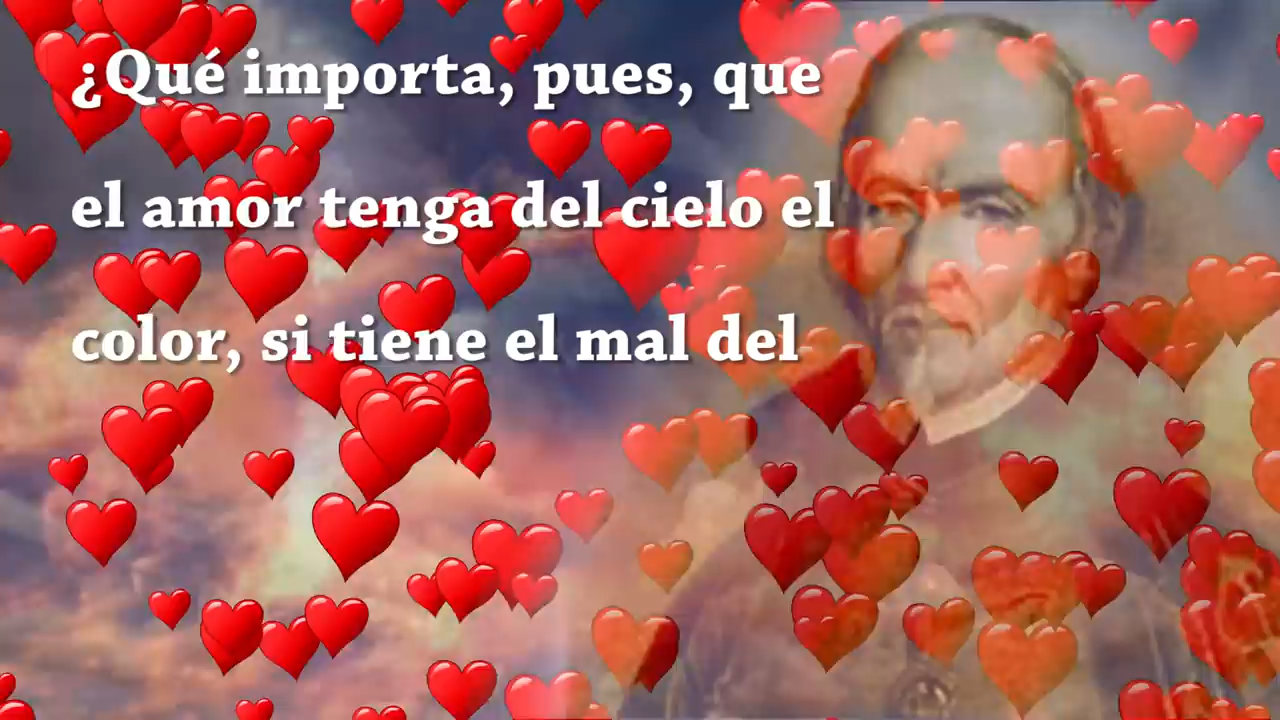 ¿Qué importa, pues, que
el amor tenga del cielo el
color, si tiene el mal del